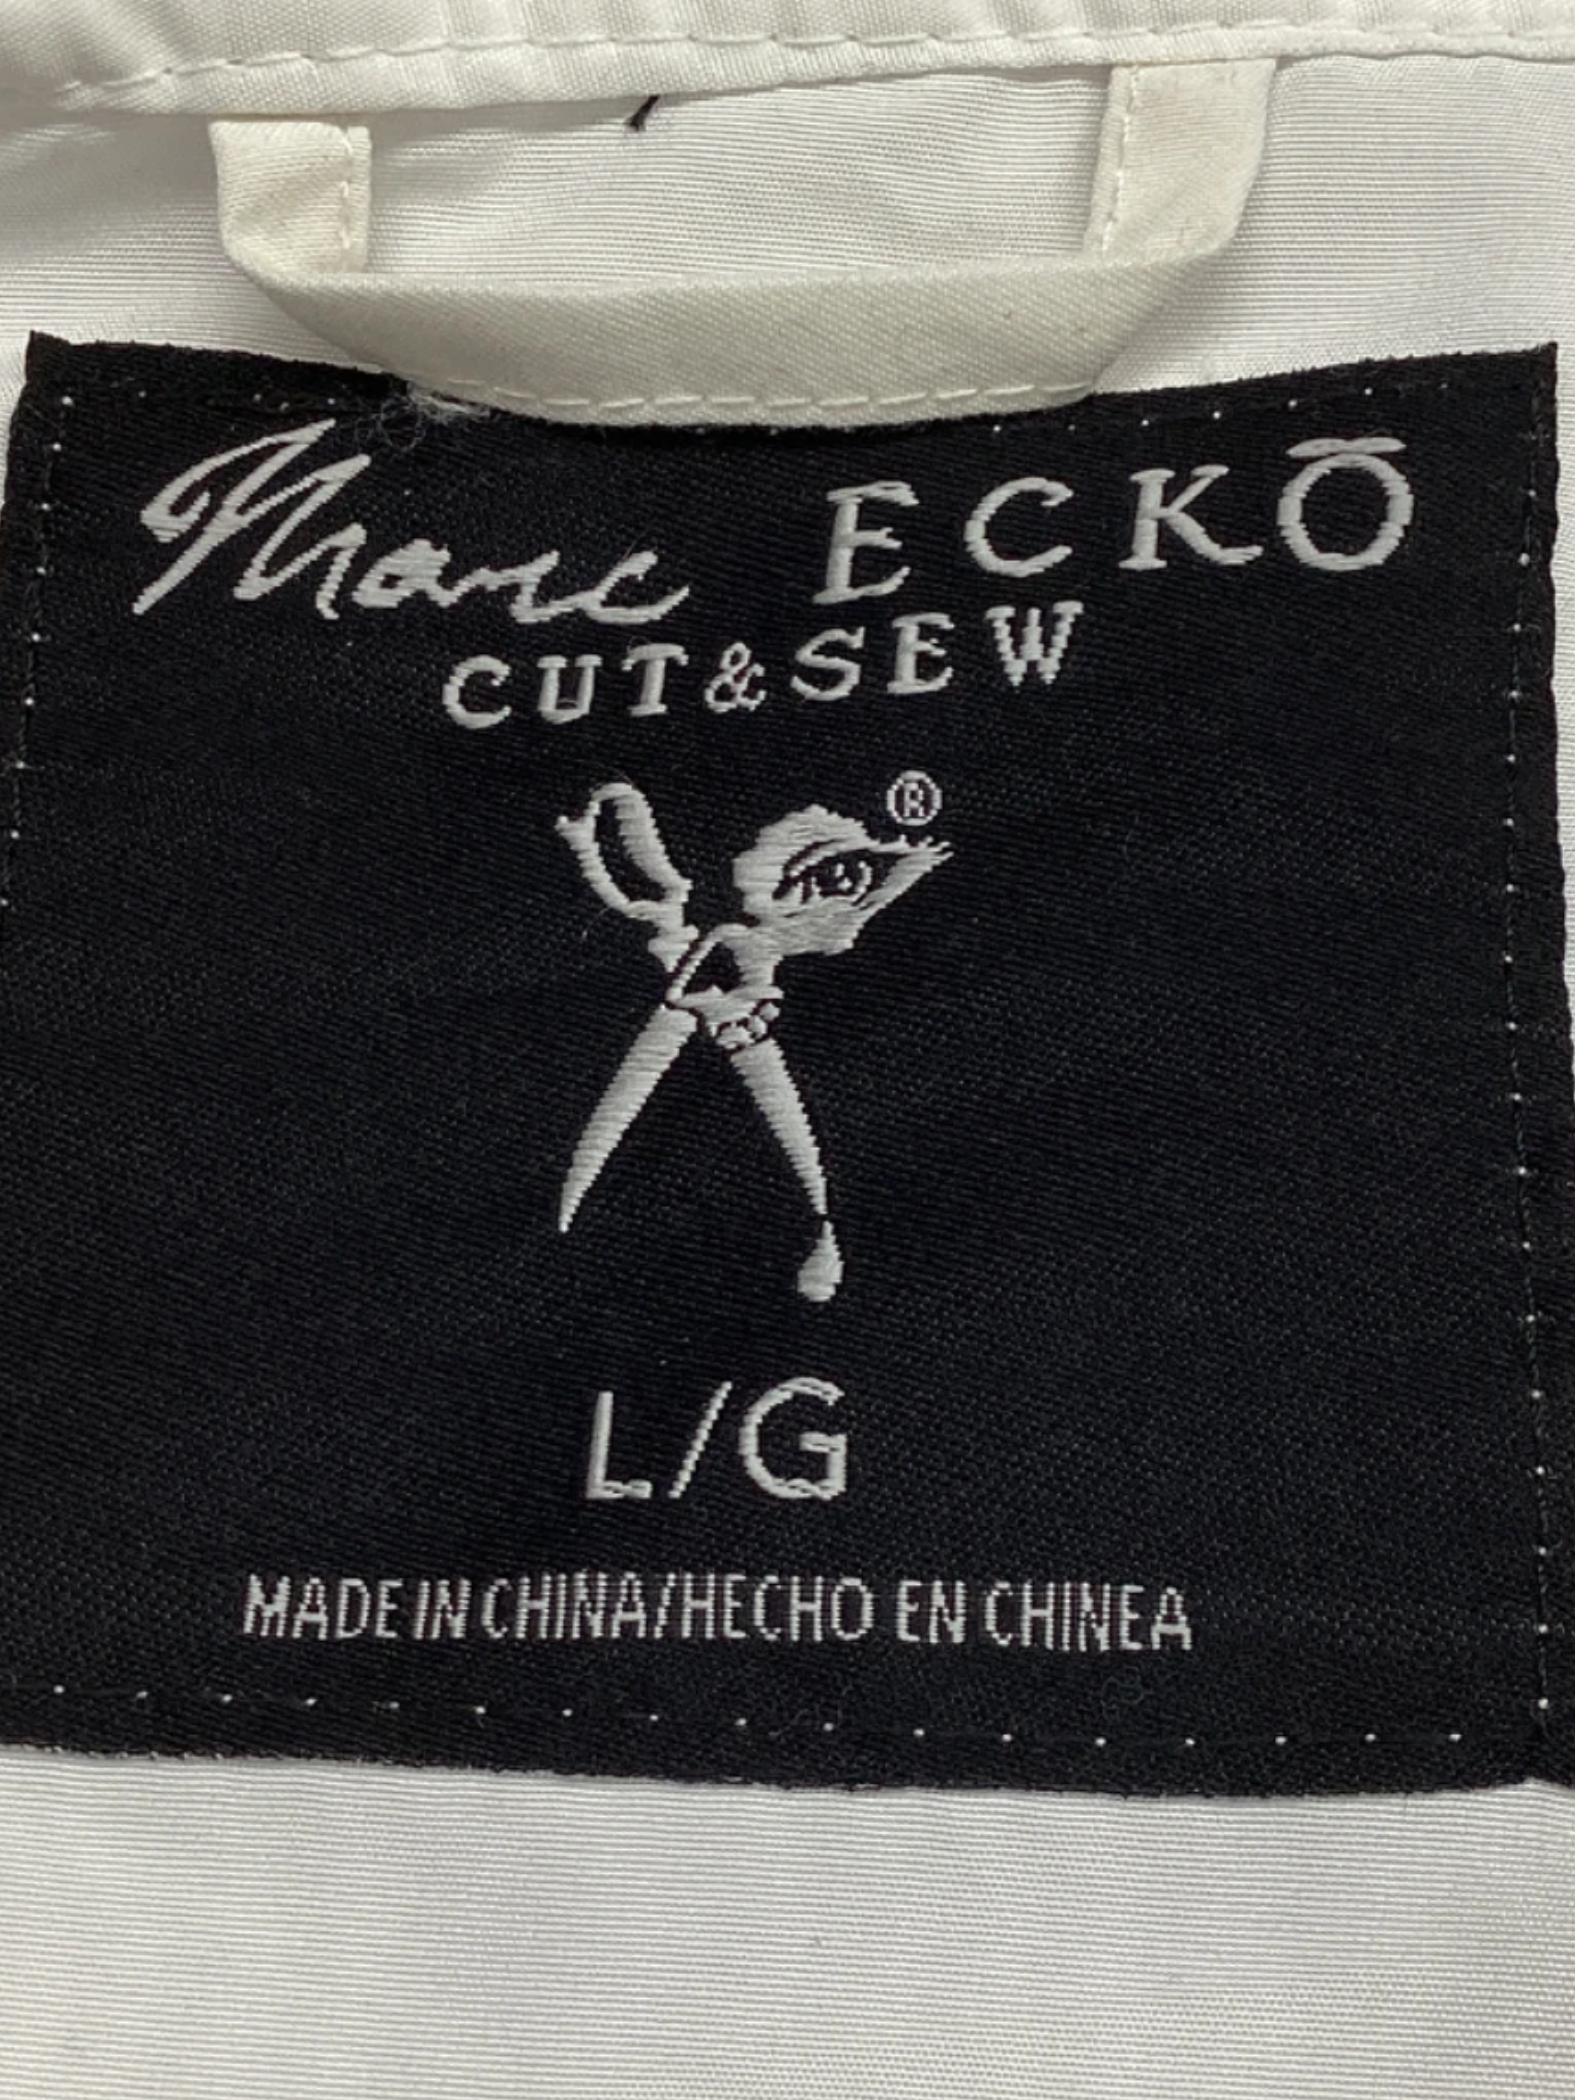 Marc ECKŌ
CUT&SEW
®
L/G
MADE IN CHINA/HECHO EN CHINEA